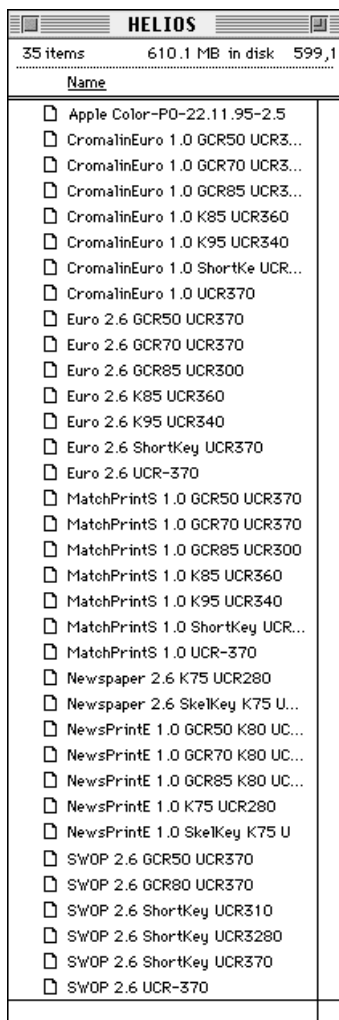 HELIOS
35 items 610.1 MB in disk 599,1
Name
Apple Color-PO-22.11.95-2.5
CromalinEuro 1.0 GCR50 UCR3...
CromalinEuro 1.0 GCR70 UCR3...
CromalinEuro 1.0 GCR85 UCR3...
CromalinEuro 1.0 K85 UCR360
CromalinEuro 1.0 K95 UCR340
CromalinEuro 1.0 ShortKe UCR...
CromalinEuro 1.0 UCR370
Euro 2.6 GCR50 UCR370
Euro 2.6 GCR70 UCR370
Euro 2.6 GCR85 UCR300
Euro 2.6 K85 UCR360
Euro 2.6 K95 UCR340
Euro 2.6 ShortKey UCR370
Euro 2.6 UCR-370
MatchPrintS 1.0 GCR50 UCR370
MatchPrintS 1.0 GCR70 UCR370
MatchPrintS 1.0 GCR85 UCR300
MatchPrintS 1.0 K85 UCR360
MatchPrintS 1.0 K95 UCR340
MatchPrintS 1.0 ShortKey UCR...
MatchPrintS 1.0 UCR-370
Newspaper 2.6 K75 UCR280
Newspaper 2.6 SkelKey K75 U...
NewsPrintE 1.0 GCR50 K80 UC...
NewsPrintE 1.0 GCR70 K80 UC...
NewsPrintE 1.0 GCR85 K80 UC...
NewsPrintE 1.0 K75 UCR280
NewsPrintE 1.0 SkelKey K75 U
SWOP 2.6 GCR50 UCR370
SWOP 2.6 GCR80 UCR370
SWOP 2.6 ShortKey UCR310
SWOP 2.6 ShortKey UCR3280
SWOP 2.6 ShortKey UCR370
SWOP 2.6 UCR-370